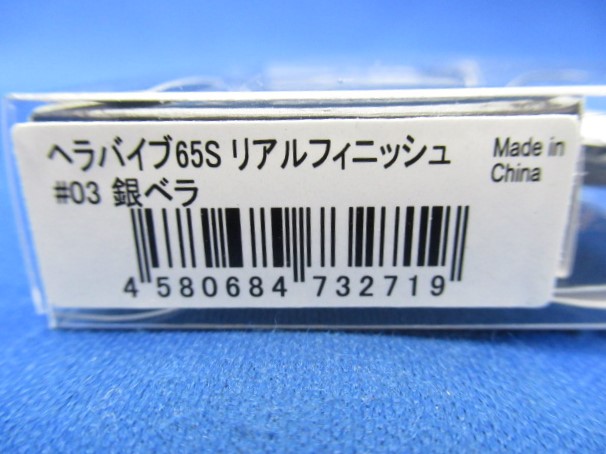 ヘラバイブ65S リアルフィニッシュ
#03 銀ベラ
Made in
China
4 580684 732719